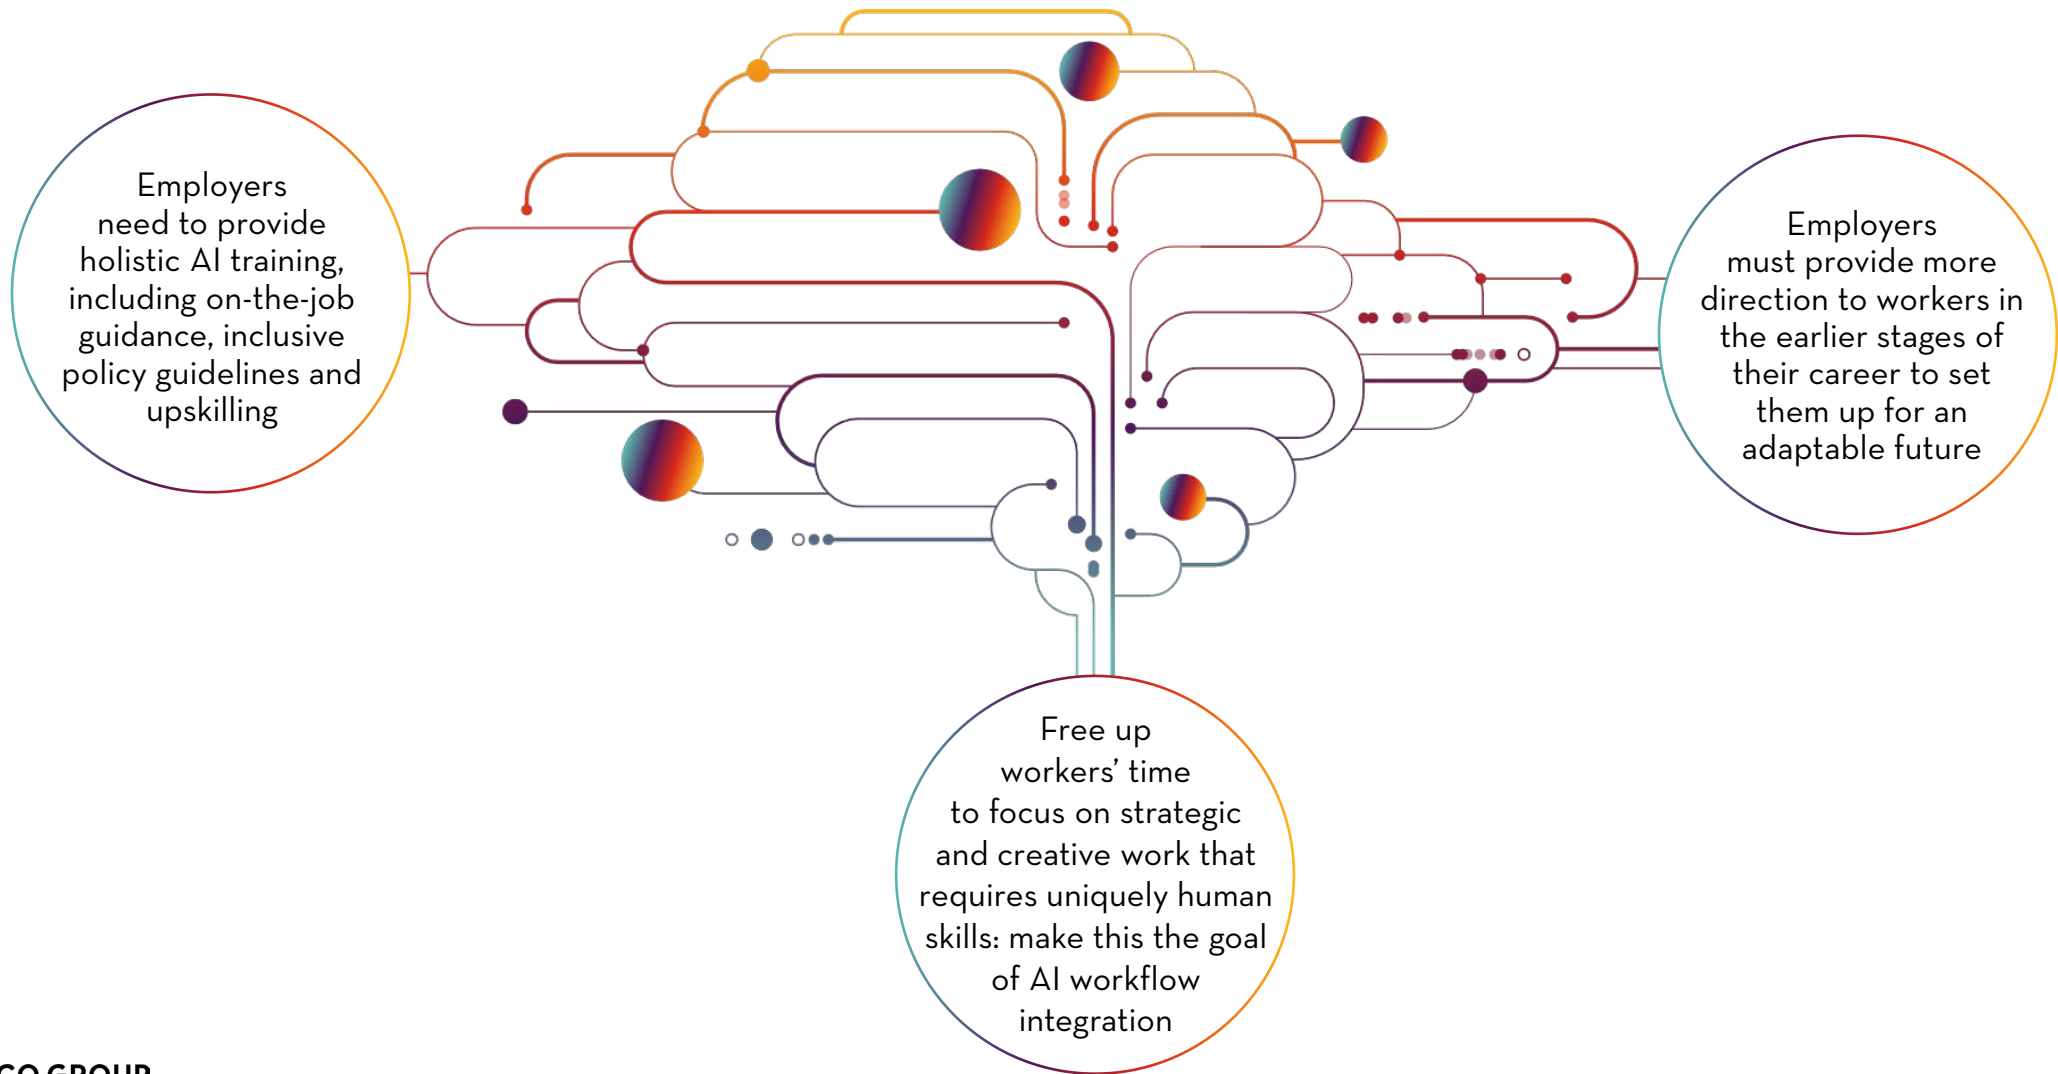 Employers
need to provide
holistic AI training,
including on-the-job
guidance, inclusive
policy guidelines and
upskilling
Employers
must provide more
direction to workers in
the earlier stages of
their career to set
them up for an
adaptable future
Free up
workers’ time
to focus on strategic
and creative work that
requires uniquely human
skills: make this the goal
of AI workflow
integration
GROUP